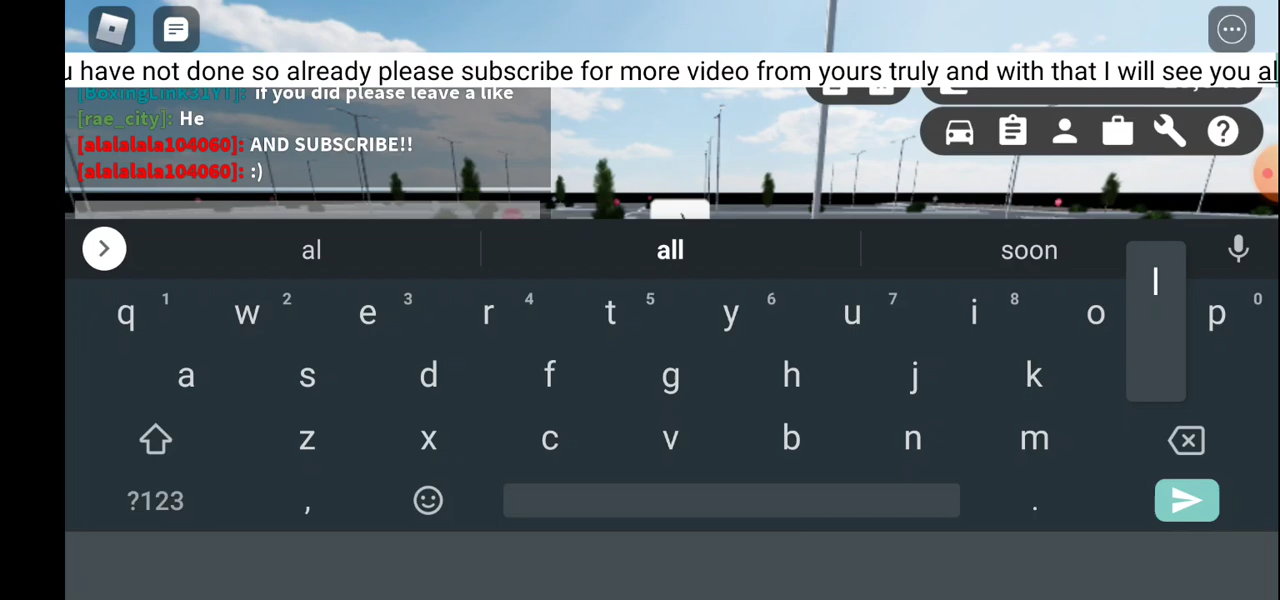 u have not done so already please subscribe for more video from yours truly and with that I will see you al
[BoxingLink31YT]: if you did please leave a like
[rae_city]: He
[alalalala104060]: AND SUBSCRIBE!!
[alalalala104060]: :)
al all soon
l
q 1 w 2 e 3 r 4 t 5 y 6 u 7 i 8 o p 0
a s d f g h j k
z x c v b n m
?123 , .